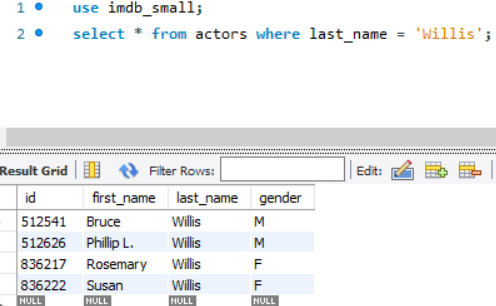 1 use imdb_small;
2 select * from actors where last_name = 'Willis';
Result Grid Filter Rows: Edit:
id first_name last_name gender
512541 Bruce Willis M
512626 Phillip L. Willis M
836217 Rosemary Willis F
836222 Susan Willis F
NULL NULL NULL NULL